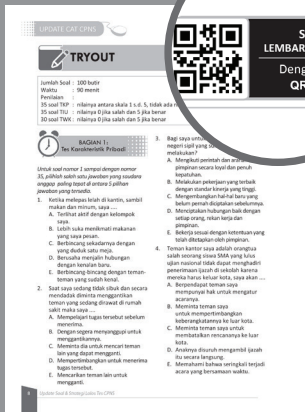 UPDATE CAT CPNS
TRYOUT
Jumlah Soal : 100 butir
Waktu : 90 menit
Penilaian :
35 soal TKP : nilainya antara skala 1 s.d. 5, tidak ada
35 soal TIU : nilainya 0 jika salah dan 5 jika benar
30 soal TWK : nilainya 0 jika salah dan 5 jika benar
BAGIAN 1:
Tes Karakteristik Pribadi
Untuk soal nomor 1 sampai dengan nomor
35, pilihlah salah satu jawaban yang saudara
anggap paling tepat di antara 5 pilihan
jawaban yang tersedia.
1. Ketika melepas lelah di kantin, sambil
makan dan minum, saya ....
A. Terlihat aktif dengan kelompok
saya.
B. Lebih suka menikmati makanan
yang saya pesan.
C. Berbincang sekadarnya dengan
yang duduk satu meja.
D. Berusaha menjalin hubungan
dengan kenalan baru.
E. Berbincang-bincang dengan teman-
teman yang sudah kenal.
2. Saat saya sedang tidak sibuk dan secara
mendadak diminta menggantikan
teman yang sedang dirawat di rumah
sakit maka saya ....
A. Mempelajari tugas tersebut sebelum
menerima.
B. Dengan segera menyanggupi untuk
menggantikannya.
C. Meminta dia untuk mencari teman
lain yang dapat mengganti.
D. Mempertimbangkan untuk menerima
tugas tersebut.
E. Mencarikan teman lain untuk
mengganti.
3. Bagi saya untuk
negeri sipil yang
melakukan?
A. Mengikuti perintah dan
pimpinan secara loyal dan penuh
kepatuhan.
B. Melakukan pekerjaan yang terbaik
dengan standar kinerja yang tinggi.
C. Mengembangkan hal-hal baru yang
belum pernah diciptakan sebelumnya.
D. Menciptakan hubungan baik dengan
setiap orang, rekan kerja dan
pimpinan.
E. Bekerja sesuai dengan ketentuan yang
telah ditetapkan oleh pimpinan.
4. Teman kantor saya adalah orangtua
salah seorang siswa SMA yang lulus
ujian nasional tidak dapat menghadiri
penerimaan ijazah di sekolah karena
mereka harus keluar kota, saya akan ....
A. Berpendapat teman saya
mempunyai hak untuk mengatur
acaranya.
B. Meminta teman saya
untuk mempertimbangkan
keberangkatannya ke luar kota.
C. Meminta teman saya untuk
membatalkan rencananya ke luar
kota.
D. Anaknya disuruh mengambil ijazah
itu secara langsung.
E. Memahami bahwa seringkali terjadi
acara yang bersamaan waktu.
Update Soal & Strategi Lolos Tes CPNS
S
LEMBAR
Deng
QR